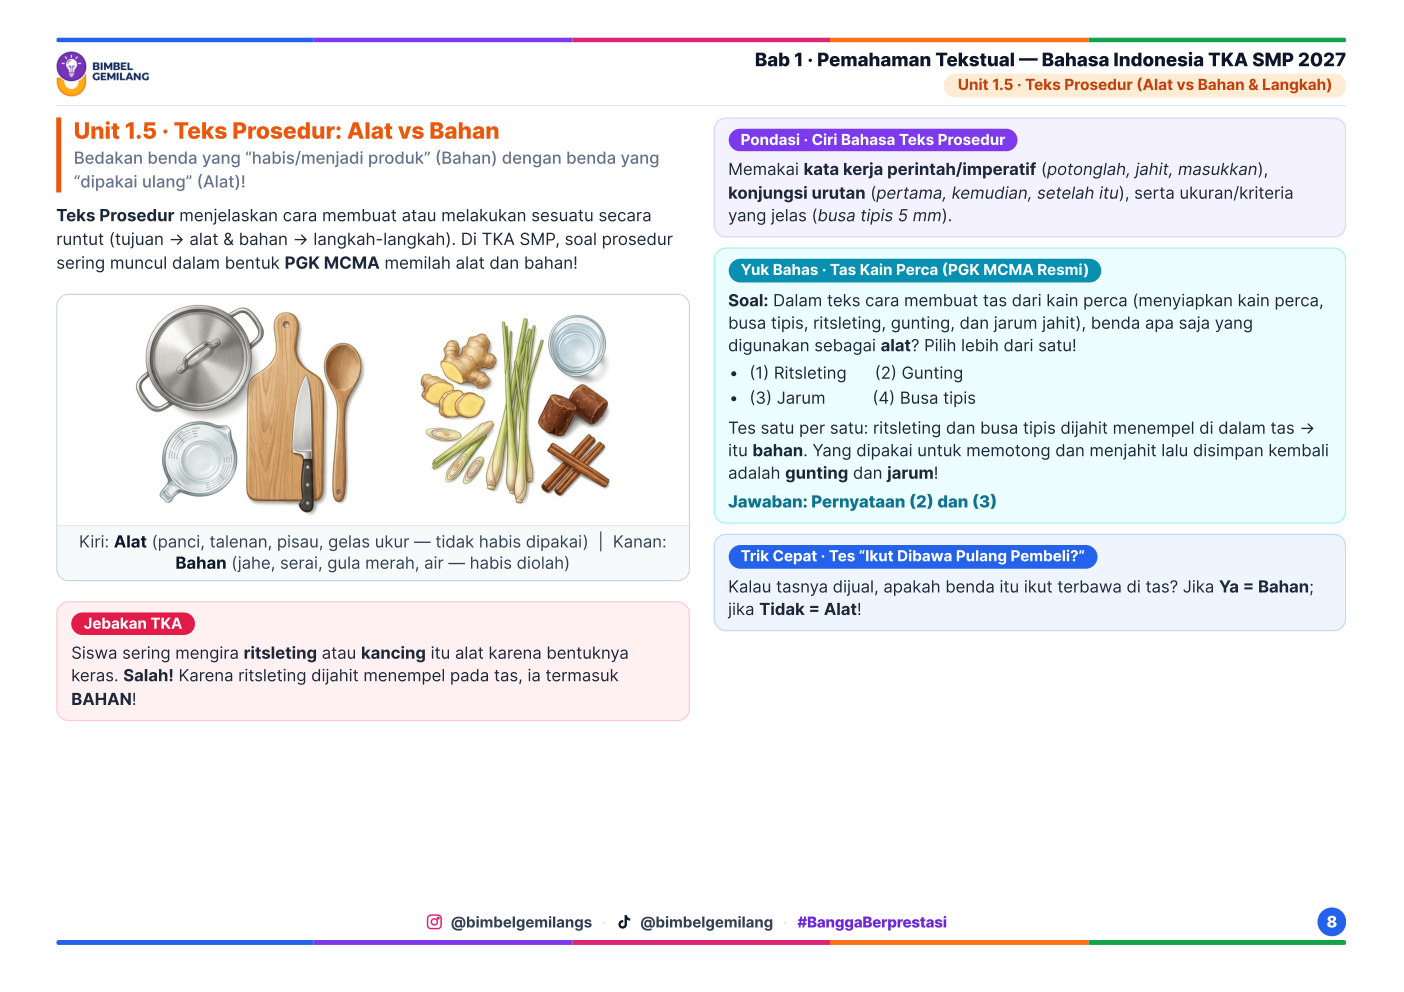 BIMBEL
GEMILANG
Bab 1 · Pemahaman Tekstual — Bahasa Indonesia TKA SMP 2027
Unit 1.5 · Teks Prosedur (Alat vs Bahan & Langkah)
Unit 1.5 · Teks Prosedur: Alat vs Bahan
Bedakan benda yang “habis/menjadi produk” (Bahan) dengan benda yang
“dipakai ulang” (Alat)!
Teks Prosedur menjelaskan cara membuat atau melakukan sesuatu secara
runtut (tujuan → alat & bahan → langkah-langkah). Di TKA SMP, soal prosedur
sering muncul dalam bentuk PGK MCMA memilah alat dan bahan!
Kiri: Alat (panci, talenan, pisau, gelas ukur — tidak habis dipakai) | Kanan:
Bahan (jahe, serai, gula merah, air — habis diolah)
Jebakan TKA
Siswa sering mengira ritsleting atau kancing itu alat karena bentuknya
keras. Salah! Karena ritsleting dijahit menempel pada tas, ia termasuk
BAHAN!
Pondasi · Ciri Bahasa Teks Prosedur
Memakai kata kerja perintah/imperatif (potonglah, jahit, masukkan),
konjungsi urutan (pertama, kemudian, setelah itu), serta ukuran/kriteria
yang jelas (busa tipis 5 mm).
Yuk Bahas · Tas Kain Perca (PGK MCMA Resmi)
Soal: Dalam teks cara membuat tas dari kain perca (menyiapkan kain perca,
busa tipis, ritsleting, gunting, dan jarum jahit), benda apa saja yang
digunakan sebagai alat? Pilih lebih dari satu!
• (1) Ritsleting (2) Gunting
• (3) Jarum (4) Busa tipis
Tes satu per satu: ritsleting dan busa tipis dijahit menempel di dalam tas →
itu bahan. Yang dipakai untuk memotong dan menjahit lalu disimpan kembali
adalah gunting dan jarum!
Jawaban: Pernyataan (2) dan (3)
Trik Cepat · Tes “Ikut Dibawa Pulang Pembeli?”
Kalau tasnya dijual, apakah benda itu ikut terbawa di tas? Jika Ya = Bahan;
jika Tidak = Alat!
@bimbelgemilangs · @bimbelgemilang · #BanggaBerprestasi
8